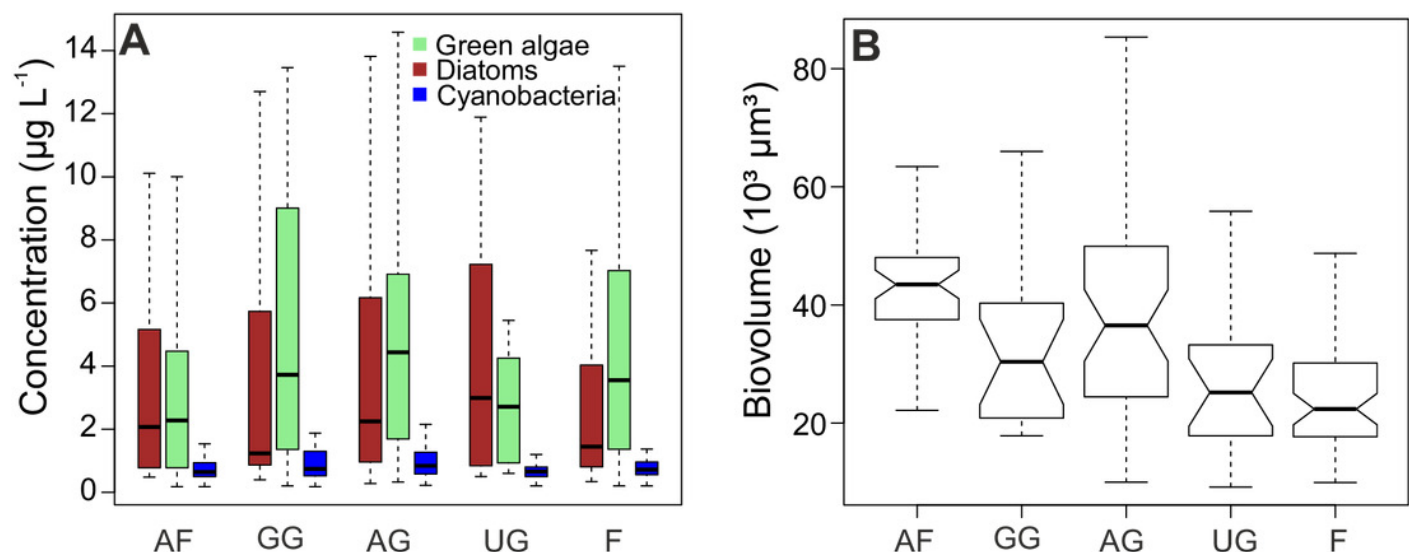 A
Green algae
Diatoms
Cyanobacteria
Concentration (µg L⁻¹)
14
12
10
8
6
4
2
0
AF GG AG UG F
B
Biovolume (10³ µm³)
80
60
40
20
AF GG AG UG F